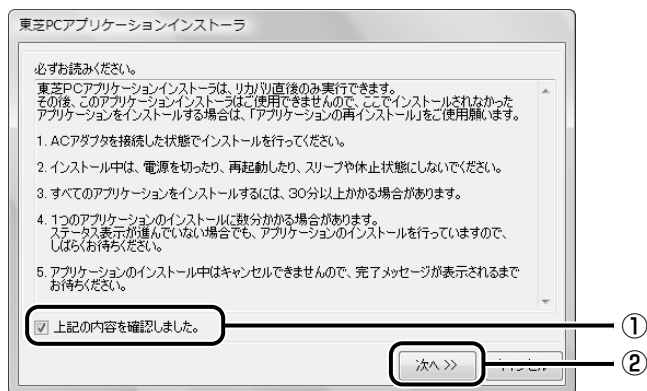 東芝PCアプリケーションインストーラ
必ずお読みください。
東芝PCアプリケーションインストーラは、リカバリ直後のみ実行できます。
その後、このアプリケーションインストーラはご使用できませんので、ここでインストールされなかった
アプリケーションをインストールする場合は、「アプリケーションの再インストール」をご使用願います。
1. ACアダプタを接続した状態でインストールを行ってください。
2. インストール中は、電源を切ったり、再起動したり、スリープや休止状態にしないでください。
3. すべてのアプリケーションをインストールするには、30分以上かかる場合があります。
4. 1つのアプリケーションのインストールに数分かかる場合があります。
ステータス表示が進んでいない場合でも、アプリケーションのインストールを行っていますので、
しばらくお待ちください。
5. アプリケーションのインストール中はキャンセルできませんので、完了メッセージが表示されるまで
お待ちください。
上記の内容を確認しました。
①
次へ >>
②